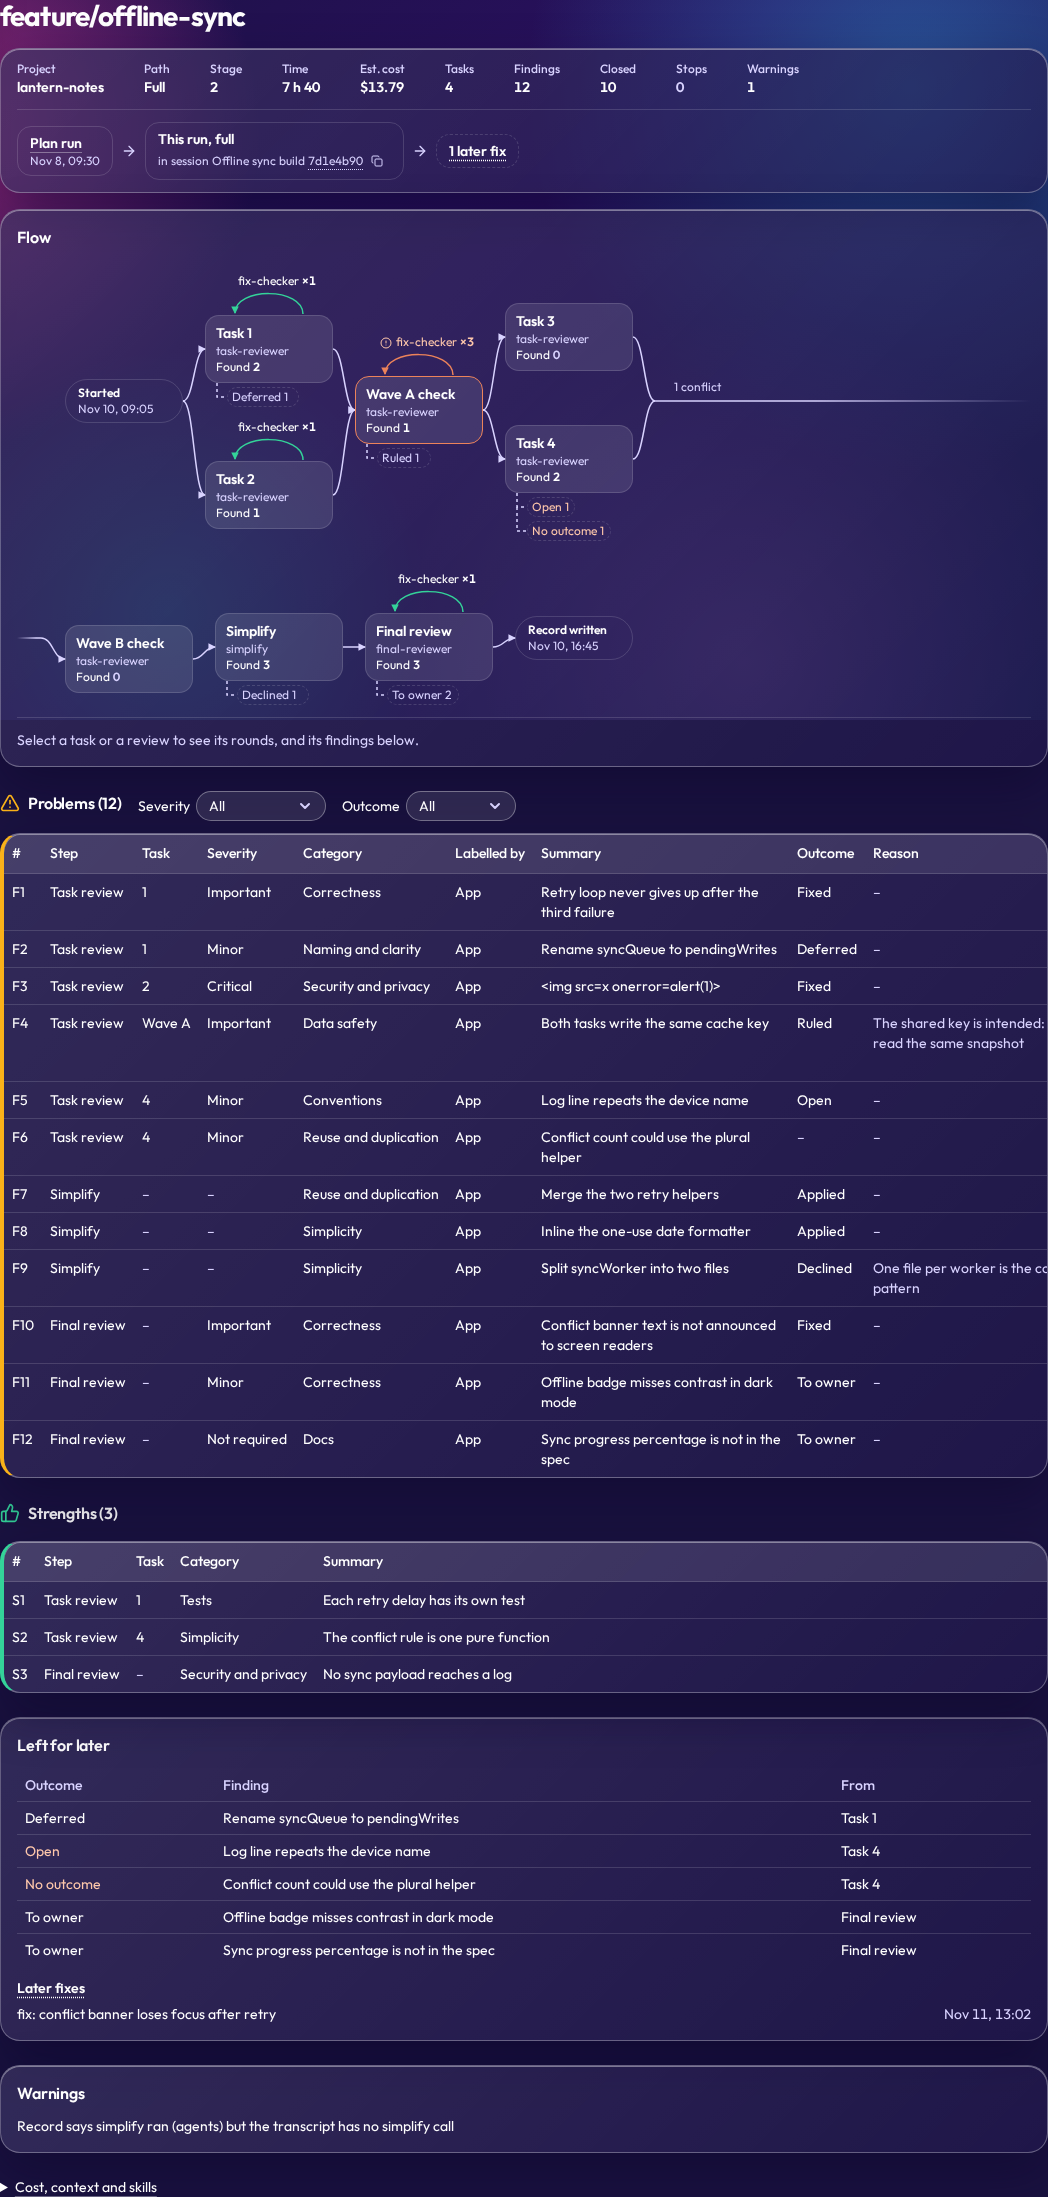 feature/offline-sync
Project Path Stage Time Est. cost Tasks Findings Closed Stops Warnings
lantern-notes Full 2 7 h 40 $13.79 4 12 10 0 1
Plan run
Nov 8, 09:30
This run, full
in session Offline sync build 7d1e4b90
1 later fix
Flow
Started
Nov 10, 09:05
fix-checker ×1
Task 1
task-reviewer
Found 2
Deferred 1
fix-checker ×1
Task 2
task-reviewer
Found 1
fix-checker ×3
Wave A check
task-reviewer
Found 1
Ruled 1
Task 3
task-reviewer
Found 0
Task 4
task-reviewer
Found 2
Open 1
No outcome 1
1 conflict
Wave B check
task-reviewer
Found 0
Simplify
simplify
Found 3
Declined 1
fix-checker ×1
Final review
final-reviewer
Found 3
To owner 2
Record written
Nov 10, 16:45
Select a task or a review to see its rounds, and its findings below.
Problems (12) Severity All Outcome All
# Step Task Severity Category Labelled by Summary Outcome Reason
F1 Task review 1 Important Correctness App Retry loop never gives up after the Fixed –
third failure
F2 Task review 1 Minor Naming and clarity App Rename syncQueue to pendingWrites Deferred –
F3 Task review 2 Critical Security and privacy App <img src=x onerror=alert(1)> Fixed –
F4 Task review Wave A Important Data safety App Both tasks write the same cache key Ruled The shared key is intended:
read the same snapshot
F5 Task review 4 Minor Conventions App Log line repeats the device name Open –
F6 Task review 4 Minor Reuse and duplication App Conflict count could use the plural – –
helper
F7 Simplify – – Reuse and duplication App Merge the two retry helpers Applied –
F8 Simplify – – Simplicity App Inline the one-use date formatter Applied –
F9 Simplify – – Simplicity App Split syncWorker into two files Declined One file per worker is the
pattern
F10 Final review – Important Correctness App Conflict banner text is not announced Fixed –
to screen readers
F11 Final review – Minor Correctness App Offline badge misses contrast in dark To owner –
mode
F12 Final review – Not required Docs App Sync progress percentage is not in the To owner –
spec
Strengths (3)
# Step Task Category Summary
S1 Task review 1 Tests Each retry delay has its own test
S2 Task review 4 Simplicity The conflict rule is one pure function
S3 Final review – Security and privacy No sync payload reaches a log
Left for later
Outcome Finding From
Deferred Rename syncQueue to pendingWrites Task 1
Open Log line repeats the device name Task 4
No outcome Conflict count could use the plural helper Task 4
To owner Offline badge misses contrast in dark mode Final review
To owner Sync progress percentage is not in the spec Final review
Later fixes
fix: conflict banner loses focus after retry Nov 11, 13:02
Warnings
Record says simplify ran (agents) but the transcript has no simplify call
Cost, context and skills